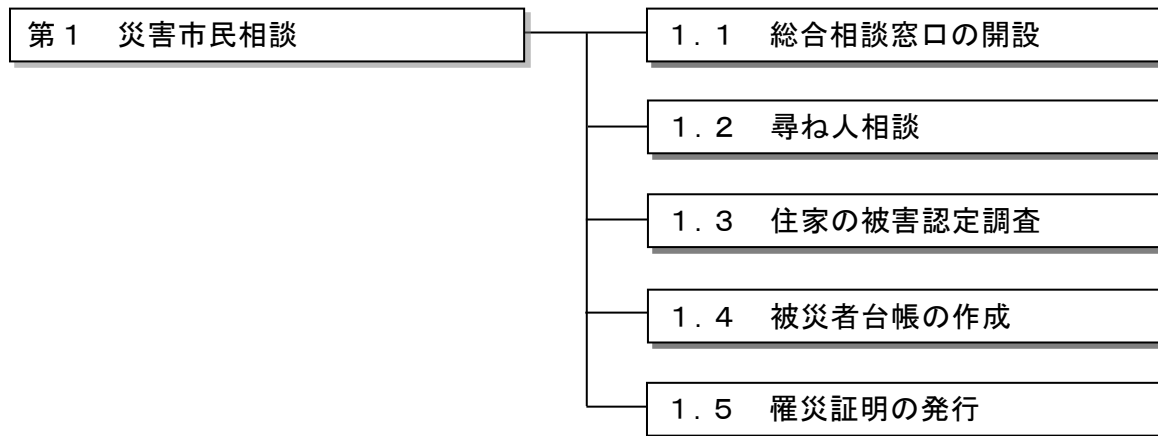 第１　災害市民相談
１．１　総合相談窓口の開設
１．２　尋ね人相談
１．３　住家の被害認定調査
１．４　被災者台帳の作成
１．５　罹災証明の発行